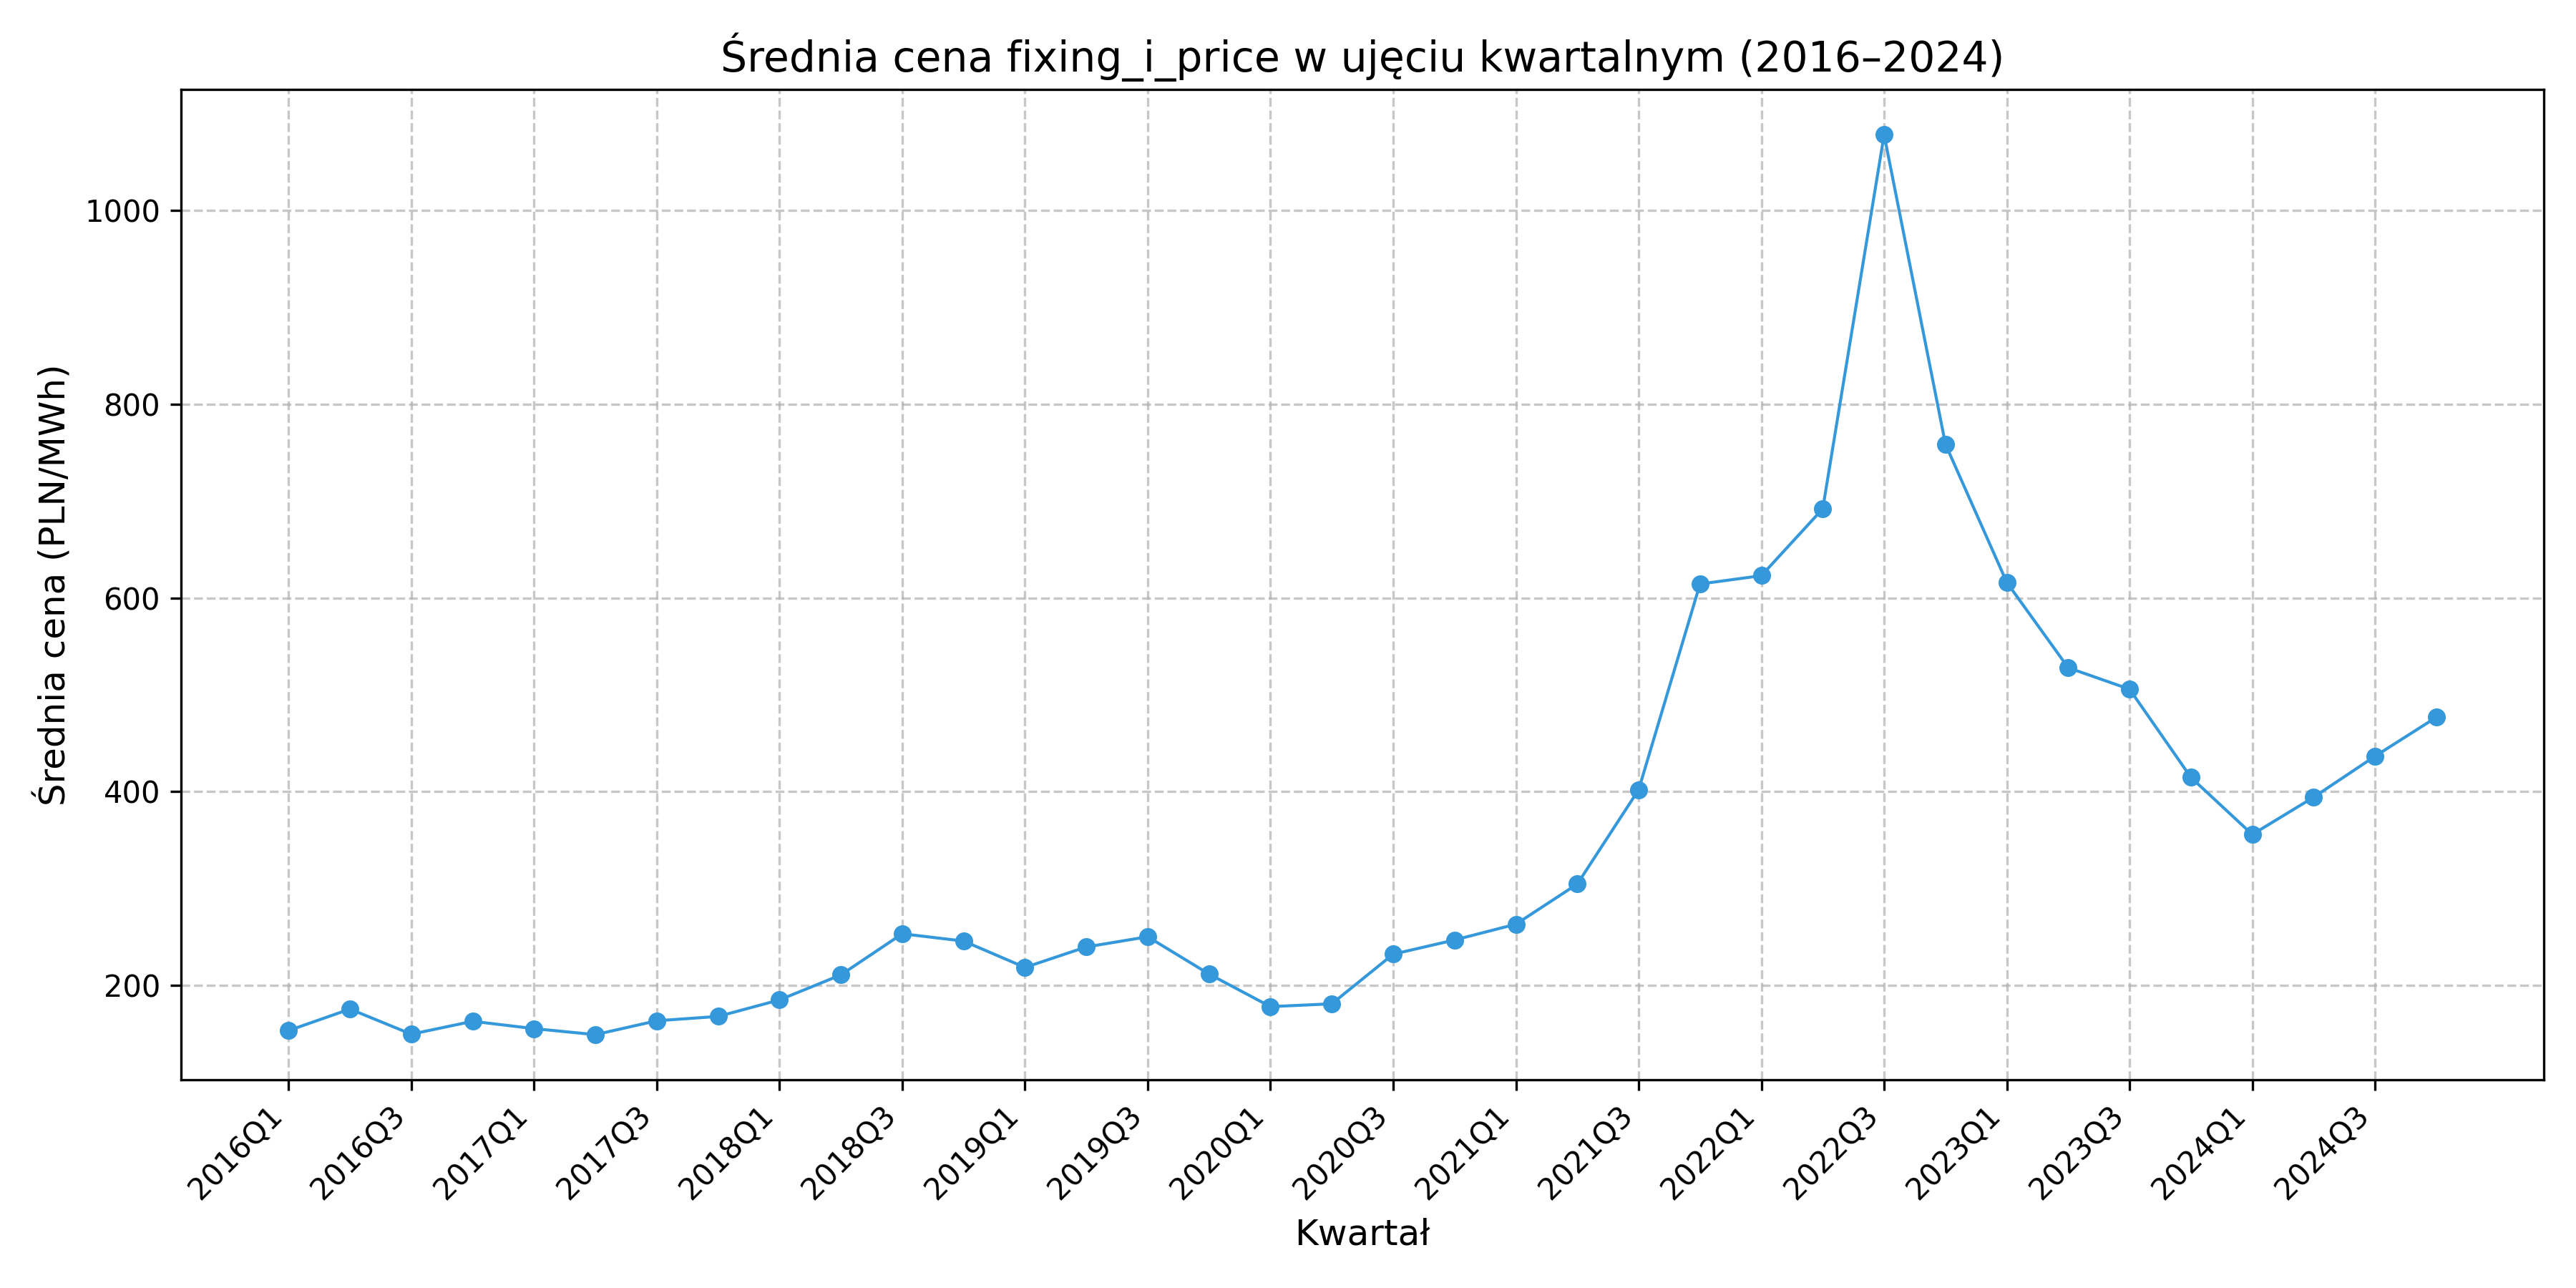 Średnia cena fixing_i_price w ujęciu kwartalnym (2016–2024)
Średnia cena (PLN/MWh)
1000
800
600
400
200
2016Q1
2016Q3
2017Q1
2017Q3
2018Q1
2018Q3
2019Q1
2019Q3
2020Q1
2020Q3
2021Q1
2021Q3
2022Q1
2022Q3
2023Q1
2023Q3
2024Q1
2024Q3
Kwartał